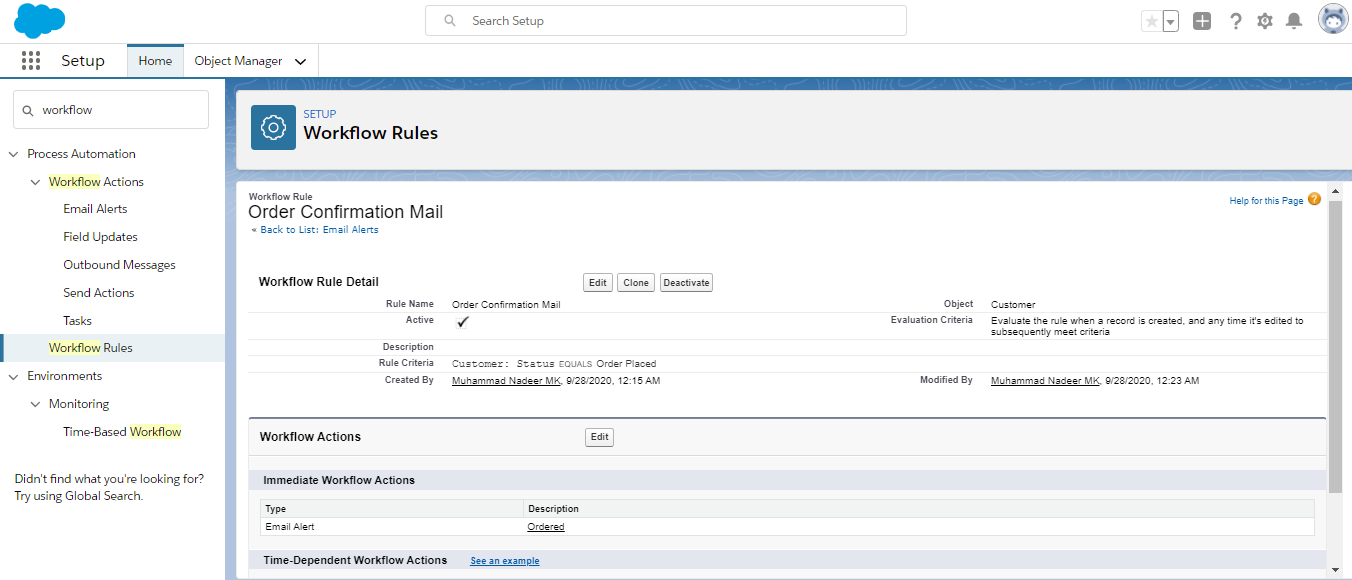 Search Setup
Setup
Home
Object Manager
workflow
Process Automation
Workflow Actions
Email Alerts
Field Updates
Outbound Messages
Send Actions
Tasks
Workflow Rules
Environments
Monitoring
Time-Based Workflow
Didn't find what you're looking for?
Try using Global Search.
SETUP
Workflow Rules
Workflow Rule
Order Confirmation Mail
« Back to List: Email Alerts
Help for this Page ?
Workflow Rule Detail
Edit Clone Deactivate
Rule Name Order Confirmation Mail Object Customer
Active Evaluation Criteria Evaluate the rule when a record is created, and any time it's edited to
subsequently meet criteria
Description
Rule Criteria Customer: Status EQUALS Order Placed
Created By Muhammad Nadeer MK, 9/28/2020, 12:15 AM Modified By Muhammad Nadeer MK, 9/28/2020, 12:23 AM
Workflow Actions Edit
Immediate Workflow Actions
Type Description
Email Alert Ordered
Time-Dependent Workflow Actions See an example